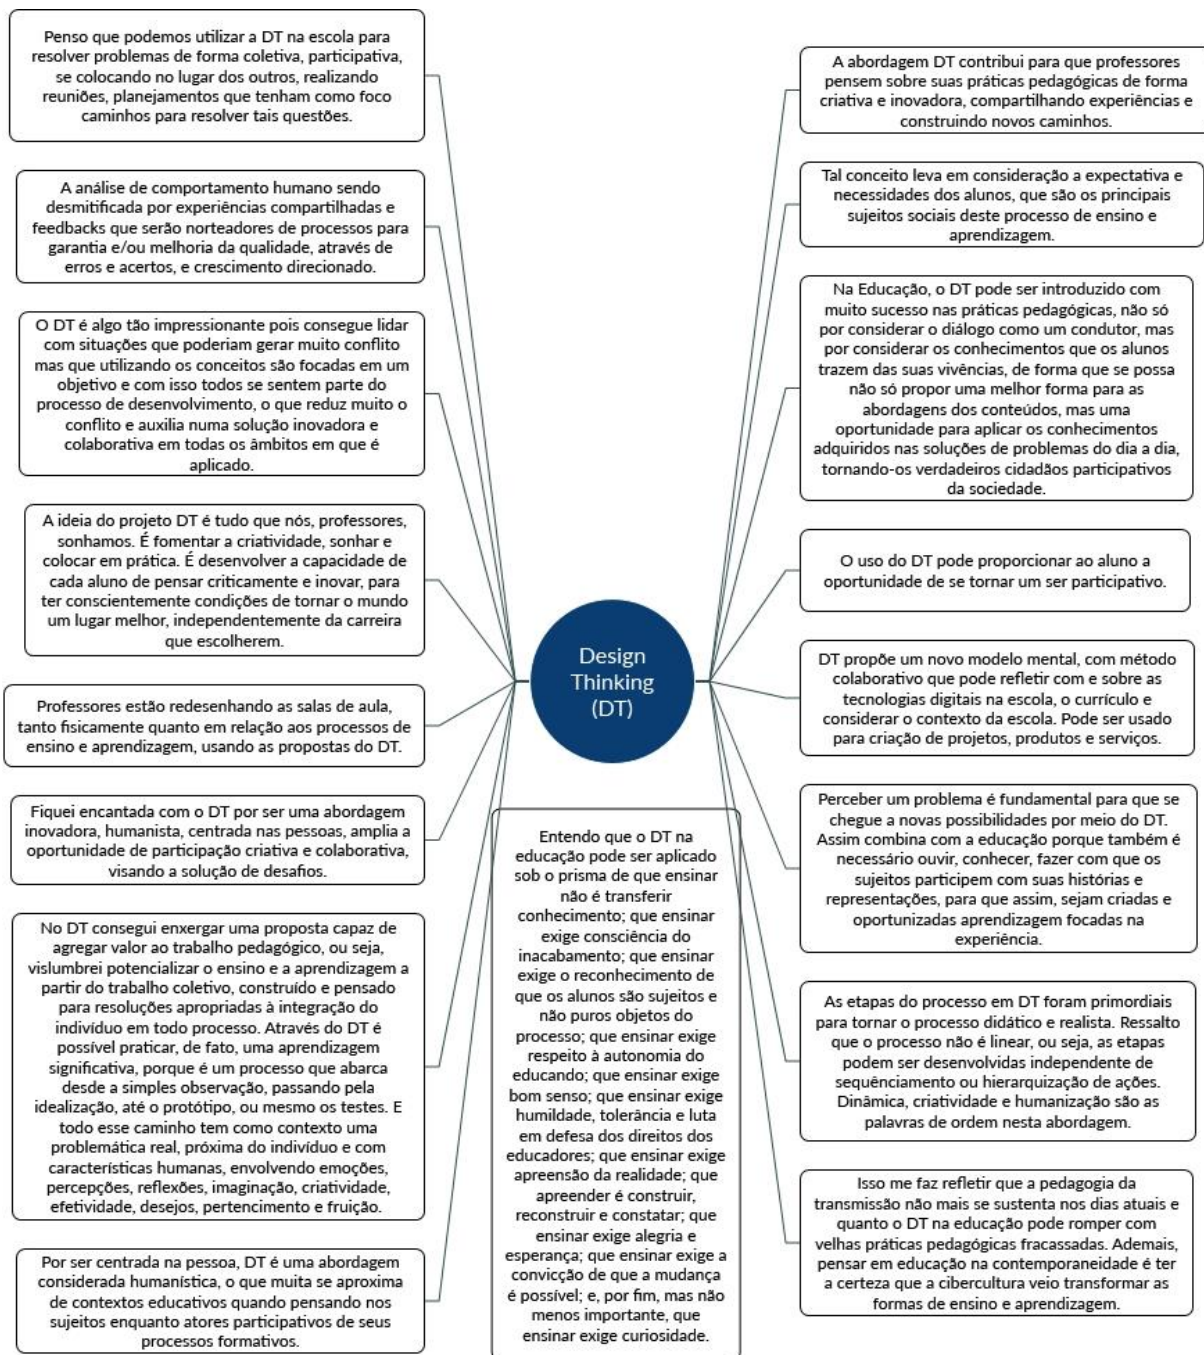 Penso que podemos utilizar a DT na escola para
resolver problemas de forma coletiva, participativa,
se colocando no lugar dos outros, realizando
reuniões, planejamentos que tenham como foco
caminhos para resolver tais questões.
A análise de comportamento humano sendo
desmitificada por experiências compartilhadas e
feedbacks que serão norteadores de processos para
garantia e/ou melhoria da qualidade, através de
erros e acertos, e crescimento direcionado.
O DT é algo tão impressionante pois consegue lidar
com situações que poderiam gerar muito conflito
mas que utilizando os conceitos são focadas em um
objetivo e com isso todos se sentem parte do
processo de desenvolvimento, o que reduz muito o
conflito e auxilia numa solução inovadora e
colaborativa em todas os âmbitos em que é
aplicado.
A ideia do projeto DT é tudo que nós, professores,
sonhamos. É fomentar a criatividade, sonhar e
colocar em prática. É desenvolver a capacidade de
cada aluno de pensar criticamente e inovar, para
ter conscientemente condições de tornar o mundo
um lugar melhor, independentemente da carreira
que escolherem.
Professores estão redesenhando as salas de aula,
tanto fisicamente quanto em relação aos processos de
ensino e aprendizagem, usando as propostas do DT.
Fiquei encantada com o DT por ser uma abordagem
inovadora, humanista, centrada nas pessoas, amplia a
oportunidade de participação criativa e colaborativa,
visando a solução de desafios.
No DT consegui enxergar uma proposta capaz de
agregar valor ao trabalho pedagógico, ou seja,
vislumbrei potencializar o ensino e a aprendizagem a
partir do trabalho coletivo, construído e pensado
para resoluções apropriadas à integração do
indivíduo em todo processo. Através do DT é
possível praticar, de fato, uma aprendizagem
significativa, porque é um processo que abarca
desde a simples observação, passando pela
idealização, até o protótipo, ou mesmo os testes. E
todo esse caminho tem como contexto uma
problemática real, próxima do indivíduo e com
características humanas, envolvendo emoções,
percepções, reflexões, imaginação, criatividade,
efetividade, desejos, pertencimento e fruição.
Por ser centrada na pessoa, DT é uma abordagem
considerada humanística, o que muita se aproxima
de contextos educativos quando pensando nos
sujeitos enquanto atores participativos de seus
processos formativos.
Design
Thinking
(DT)
Entendo que o DT na
educação pode ser aplicado
sob o prisma de que ensinar
não é transferir
conhecimento; que ensinar
exige consciência do
inacabamento; que ensinar
exige o reconhecimento de
que os alunos são sujeitos e
não puros objetos do
processo; que ensinar exige
respeito à autonomia do
educando; que ensinar exige
bom senso; que ensinar exige
humildade, tolerância e luta
em defesa dos direitos dos
educadores; que ensinar exige
apreensão da realidade; que
apreender é construir,
reconstruir e constatar; que
ensinar exige alegria e
esperança; que ensinar exige a
convicção de que a mudança
é possível; e, por fim, mas não
menos importante, que
ensinar exige curiosidade.
A abordagem DT contribui para que professores
pensem sobre suas práticas pedagógicas de forma
criativa e inovadora, compartilhando experiências e
construindo novos caminhos.
Tal conceito leva em consideração a expectativa e
necessidades dos alunos, que são os principais
sujeitos sociais deste processo de ensino e
aprendizagem.
Na Educação, o DT pode ser introduzido com
muito sucesso nas práticas pedagógicas, não só
por considerar o diálogo como um condutor, mas
por considerar os conhecimentos que os alunos
trazem das suas vivências, de forma que se possa
não só propor uma melhor forma para as
abordagens dos conteúdos, mas uma
oportunidade para aplicar os conhecimentos
adquiridos nas soluções de problemas do dia a dia,
tornando-os verdadeiros cidadãos participativos
da sociedade.
O uso do DT pode proporcionar ao aluno a
oportunidade de se tornar um ser participativo.
DT propõe um novo modelo mental, com método
colaborativo que pode refletir com e sobre as
tecnologias digitais na escola, o currículo e
considerar o contexto da escola. Pode ser usado
para criação de projetos, produtos e serviços.
Perceber um problema é fundamental para que se
chegue a novas possibilidades por meio do DT.
Assim combina com a educação porque também é
necessário ouvir, conhecer, fazer com que os
sujeitos participem com suas histórias e
representações, para que assim, sejam criadas e
oportunizadas aprendizagem focadas na
experiência.
As etapas do processo em DT foram primordiais
para tornar o processo didático e realista. Ressalto
que o processo não é linear, ou seja, as etapas
podem ser desenvolvidas independente de
sequênciamento ou hierarquização de ações.
Dinâmica, criatividade e humanização são as
palavras de ordem nesta abordagem.
Isso me faz refletir que a pedagogia da
transmissão não mais se sustenta nos dias atuais e
quanto o DT na educação pode romper com
velhas práticas pedagógicas fracassadas. Ademais,
pensar em educação na contemporaneidade é ter
a certeza que a cibercultura veio transformar as
formas de ensino e aprendizagem.